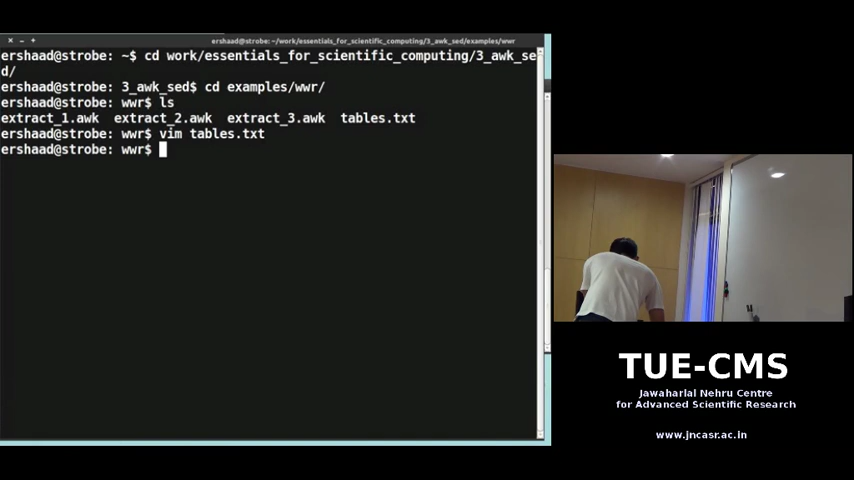 ershaad@strobe: ~/work/essentials_for_scientific_computing/3_awk_sed/examples/wwr
ershaad@strobe: ~$ cd work/essentials_for_scientific_computing/3_awk_se
d/
ershaad@strobe: 3_awk_sed$ cd examples/wwr/
ershaad@strobe: wwr$ ls
extract_1.awk  extract_2.awk  extract_3.awk  tables.txt
ershaad@strobe: wwr$ vim tables.txt
ershaad@strobe: wwr$
TUE-CMS
Jawaharlal Nehru Centre
for Advanced Scientific Research
www.jncasr.ac.in